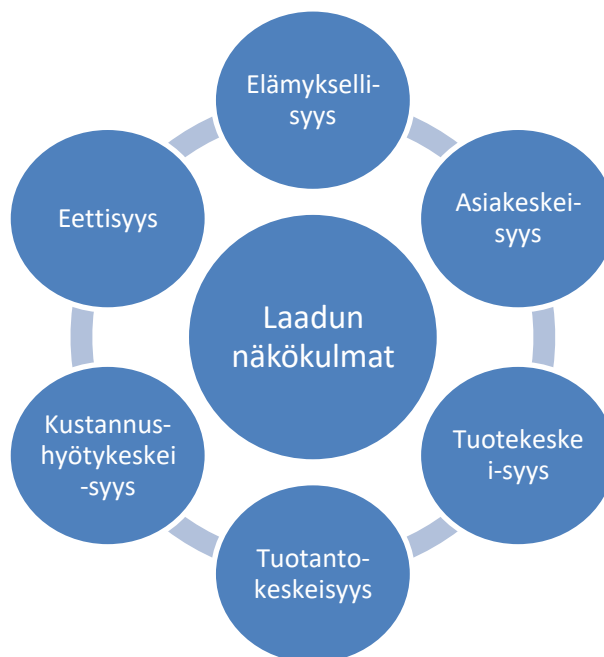 Elämykselli-
syys
Asiakeskei-
syys
Tuotekeske
i-syys
Tuotanto-
keskeisyys
Kustannus-
hyötykeskei
-syys
Eettisyys
Laadun
näkökulmat